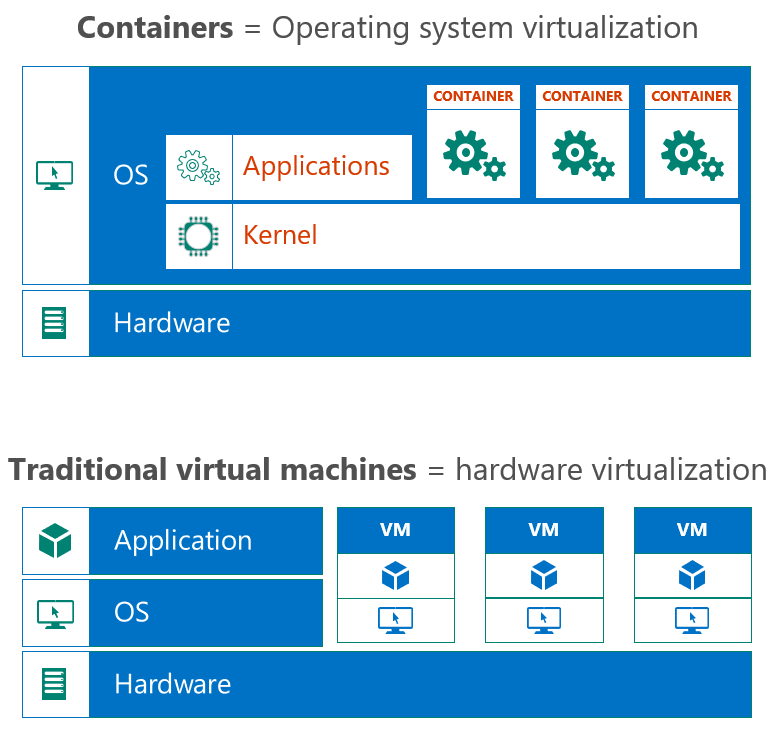 Containers = Operating system virtualization
CONTAINER CONTAINER CONTAINER
OS
Applications
Kernel
Hardware
Traditional virtual machines = hardware virtualization
Application
VM VM VM
OS
Hardware